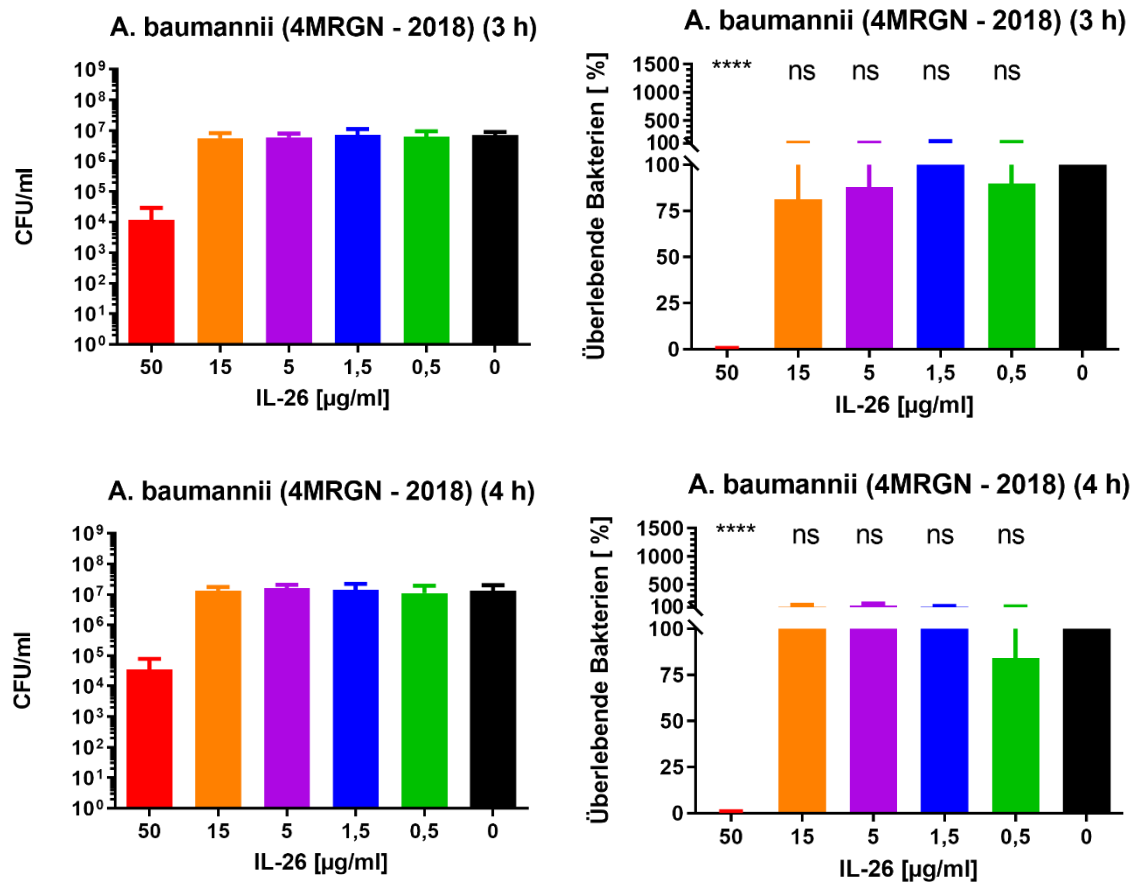 A. baumannii (4MRGN - 2018) (3 h)
CFU/ml
10⁹
10⁸
10⁷
10⁶
10⁵
10⁴
10³
10²
10¹
10⁰
50 15 5 1,5 0,5 0
IL-26 [µg/ml]
A. baumannii (4MRGN - 2018) (3 h)
Überlebende Bakterien [ %]
1500
1000
500
100
100
75
50
25
0
**** ns ns ns ns
50 15 5 1,5 0,5 0
IL-26 [µg/ml]
A. baumannii (4MRGN - 2018) (4 h)
CFU/ml
10⁹
10⁸
10⁷
10⁶
10⁵
10⁴
10³
10²
10¹
10⁰
50 15 5 1,5 0,5 0
IL-26 [µg/ml]
A. baumannii (4MRGN - 2018) (4 h)
Überlebende Bakterien [ %]
1500
1000
500
100
100
75
50
25
0
**** ns ns ns ns
50 15 5 1,5 0,5 0
IL-26 [µg/ml]